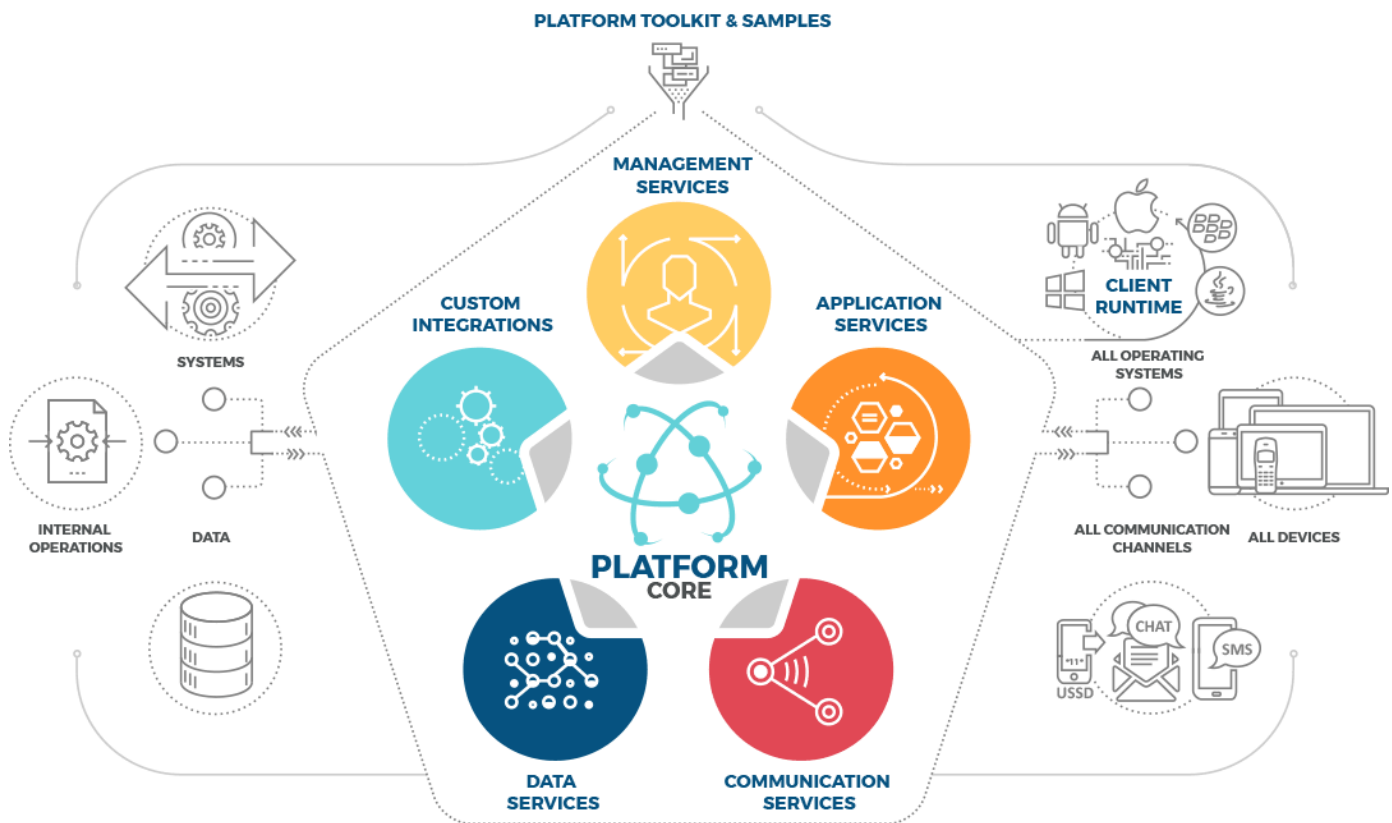 PLATFORM TOOLKIT & SAMPLES
MANAGEMENT
SERVICES
CUSTOM
INTEGRATIONS
APPLICATION
SERVICES
CLIENT
RUNTIME
SYSTEMS
ALL OPERATING
SYSTEMS
INTERNAL
OPERATIONS
DATA
ALL COMMUNICATION
CHANNELS
ALL DEVICES
PLATFORM
CORE
CHAT
SMS
*11*
USSD
DATA
SERVICES
COMMUNICATION
SERVICES